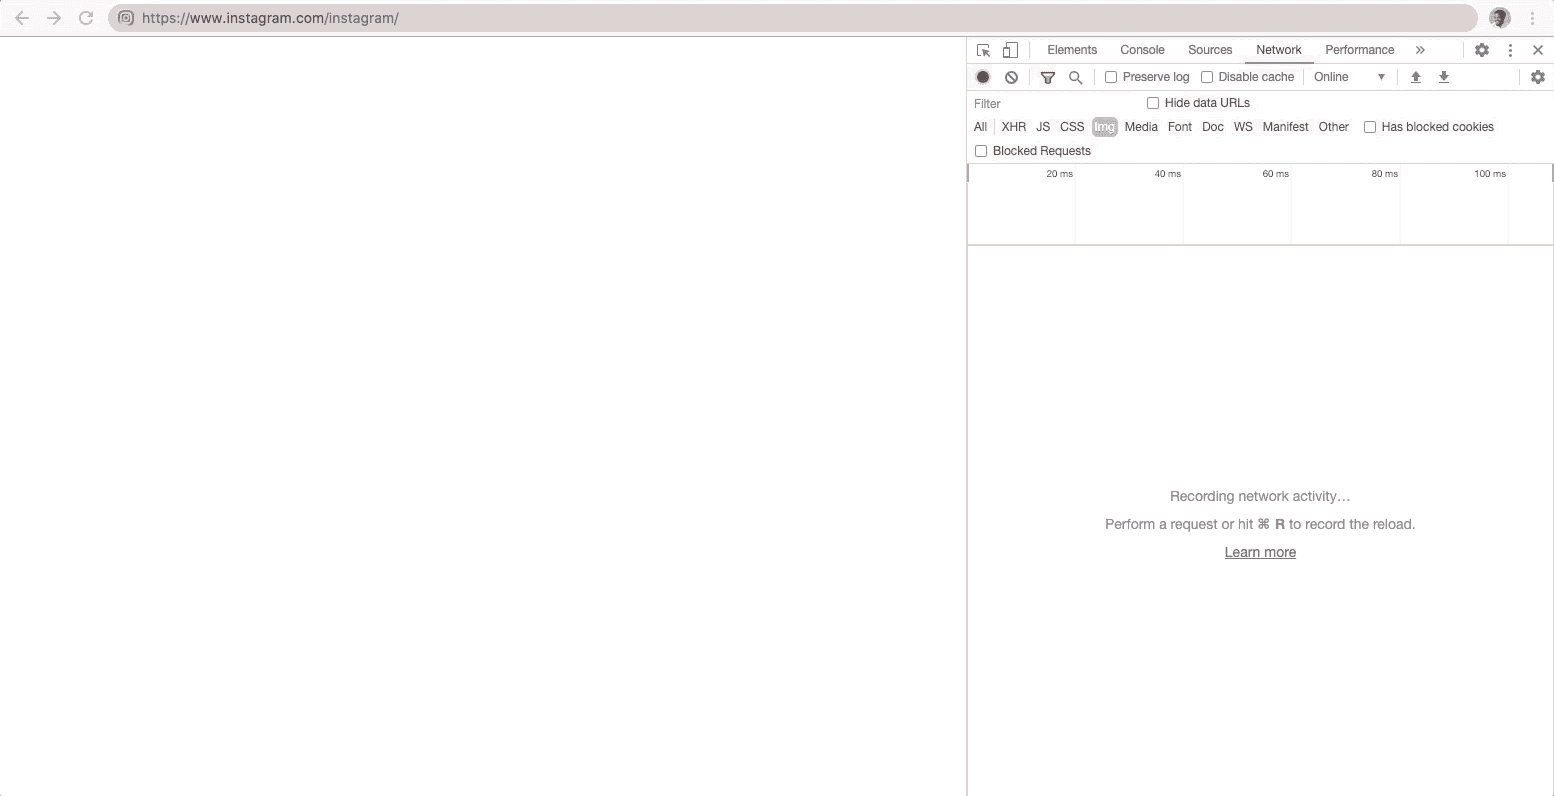 https://www.instagram.com/instagram/
Elements Console Sources Network Performance »
Preserve log Disable cache Online ▼
Filter Hide data URLs
All XHR JS CSS Img Media Font Doc WS Manifest Other Has blocked cookies
Blocked Requests
20 ms 40 ms 60 ms 80 ms 100 ms
Recording network activity…
Perform a request or hit ⌘ R to record the reload.
Learn more